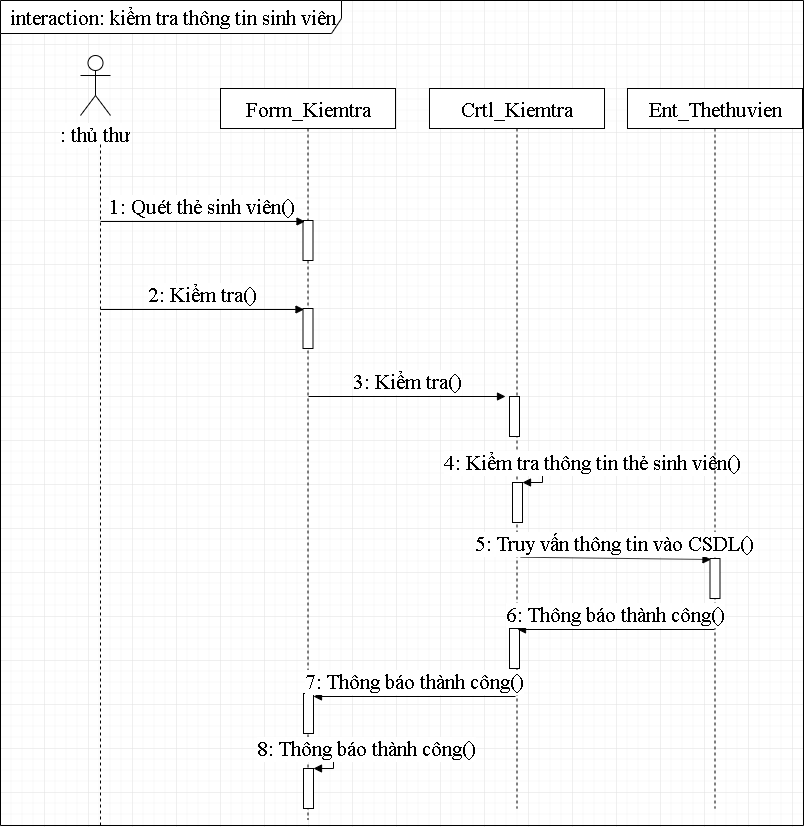 interaction: kiểm tra thông tin sinh viên
: thủ thư
Form_Kiemtra
Crtl_Kiemtra
Ent_Thethuvien
1: Quét thẻ sinh viên()
2: Kiểm tra()
3: Kiểm tra()
4: Kiểm tra thông tin thẻ sinh viên()
5: Truy vấn thông tin vào CSDL()
6: Thông báo thành công()
7: Thông báo thành công()
8: Thông báo thành công()